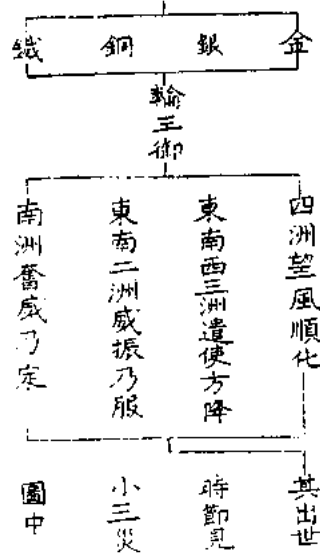 金
銀
銅
鐵
輪王御
四洲望風順化
東南西三洲遣使方降
東南二洲威振乃服
南洲奮威乃定
其出世
時節見
小三災
圖中